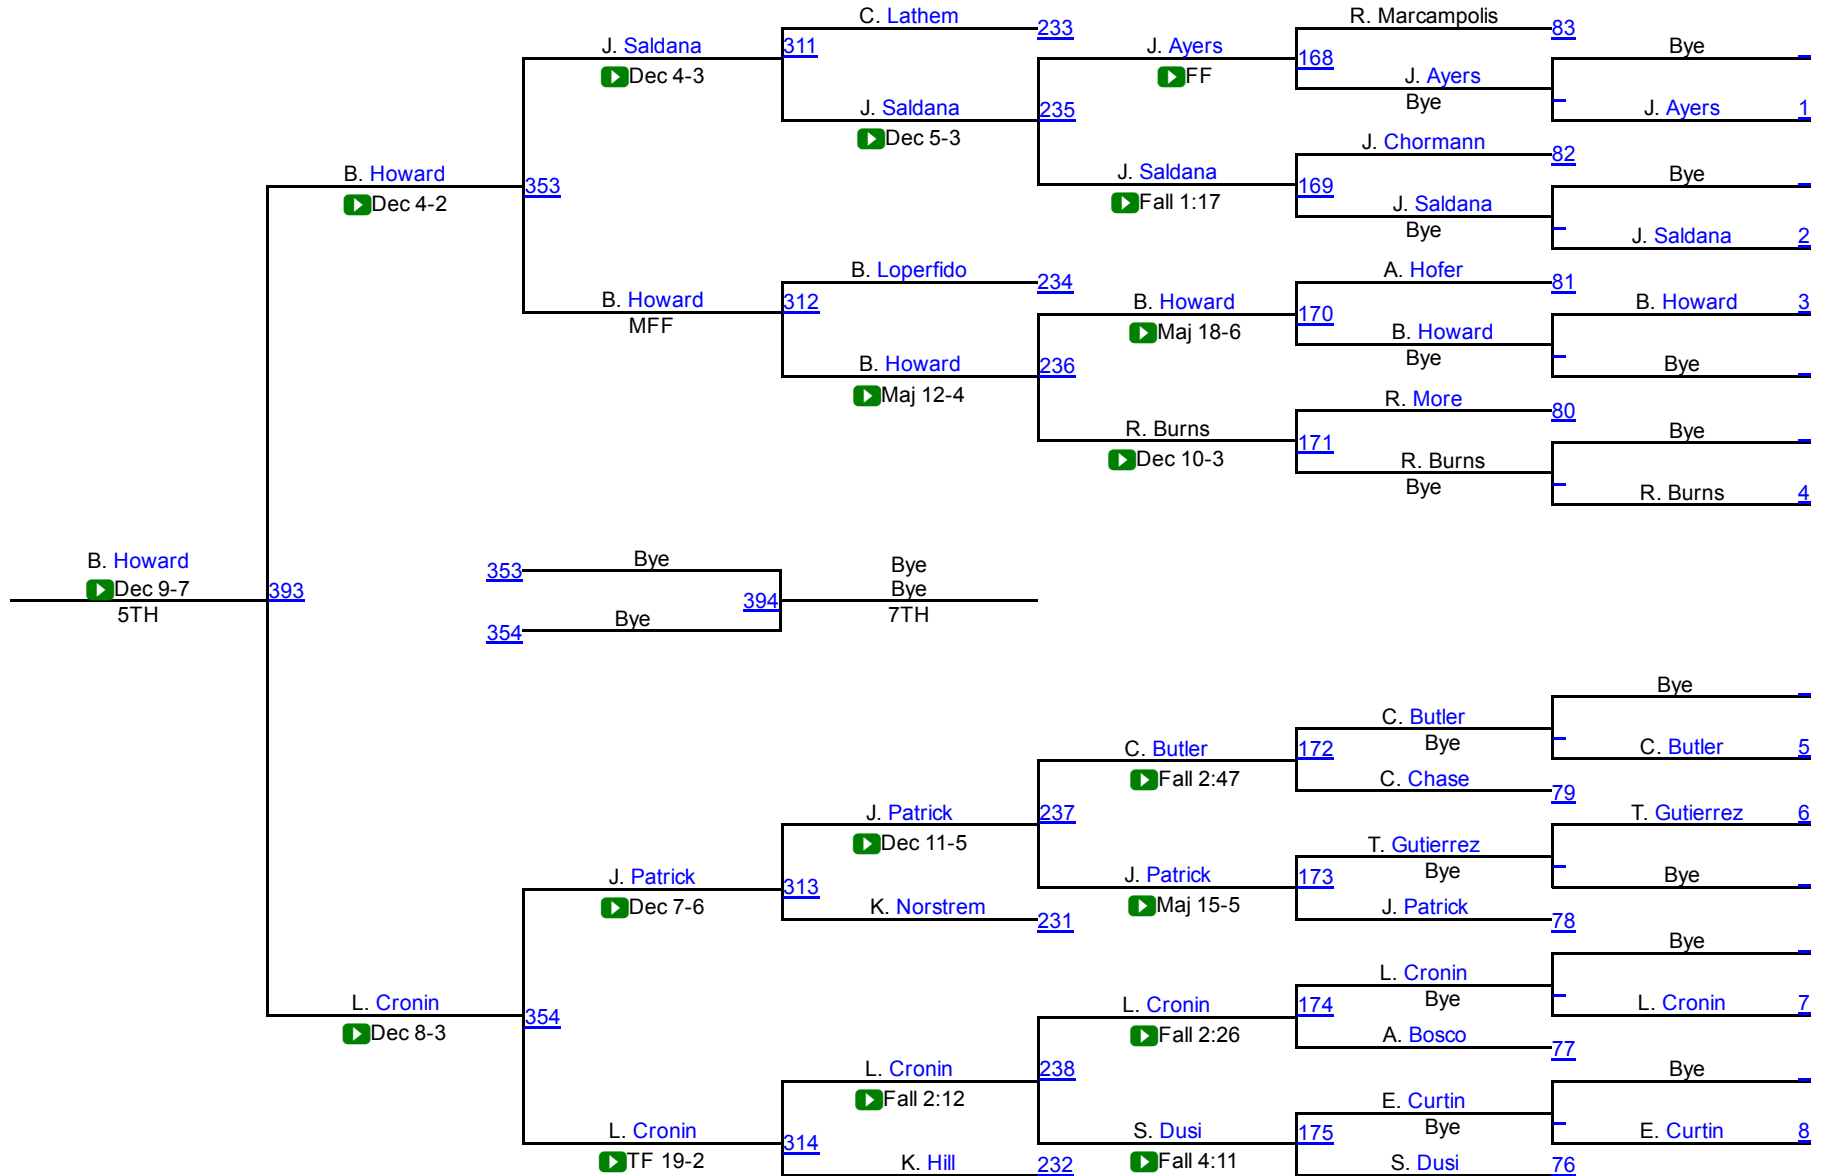 C. Lathem
233
R. Marcampolis
83
J. Saldana
311
Dec 4-3
J. Ayers
168
FF
Bye
J. Ayers
Bye
J. Saldana
235
Dec 5-3
J. Ayers 1
J. Chormann
82
B. Howard
353
Dec 4-2
J. Saldana
169
Fall 1:17
Bye
J. Saldana
Bye
J. Saldana 2
B. Loperfido
234
A. Hofer
81
B. Howard
312
MFF
B. Howard
170
Maj 18-6
B. Howard 3
B. Howard
Bye
Bye
B. Howard
236
Maj 12-4
R. More
80
R. Burns
171
Dec 10-3
Bye
R. Burns
Bye
R. Burns 4
B. Howard
Dec 9-7
393
5TH
353
Bye
394
Bye
354
Bye
Bye
7TH
Bye
C. Butler
Bye
C. Butler
172
Fall 2:47
C. Butler 5
C. Chase
79
J. Patrick
237
Dec 11-5
T. Gutierrez 6
T. Gutierrez
Bye
J. Patrick
313
Dec 7-6
J. Patrick
173
Maj 15-5
Bye
K. Norstrem
231
J. Patrick
78
Bye
L. Cronin
354
Dec 8-3
L. Cronin
174
Fall 2:26
L. Cronin
Bye
L. Cronin 7
A. Bosco
77
L. Cronin
238
Fall 2:12
Bye
E. Curtin
Bye
L. Cronin
314
TF 19-2
K. Hill
232
S. Dusi
175
Fall 4:11
E. Curtin 8
S. Dusi
76